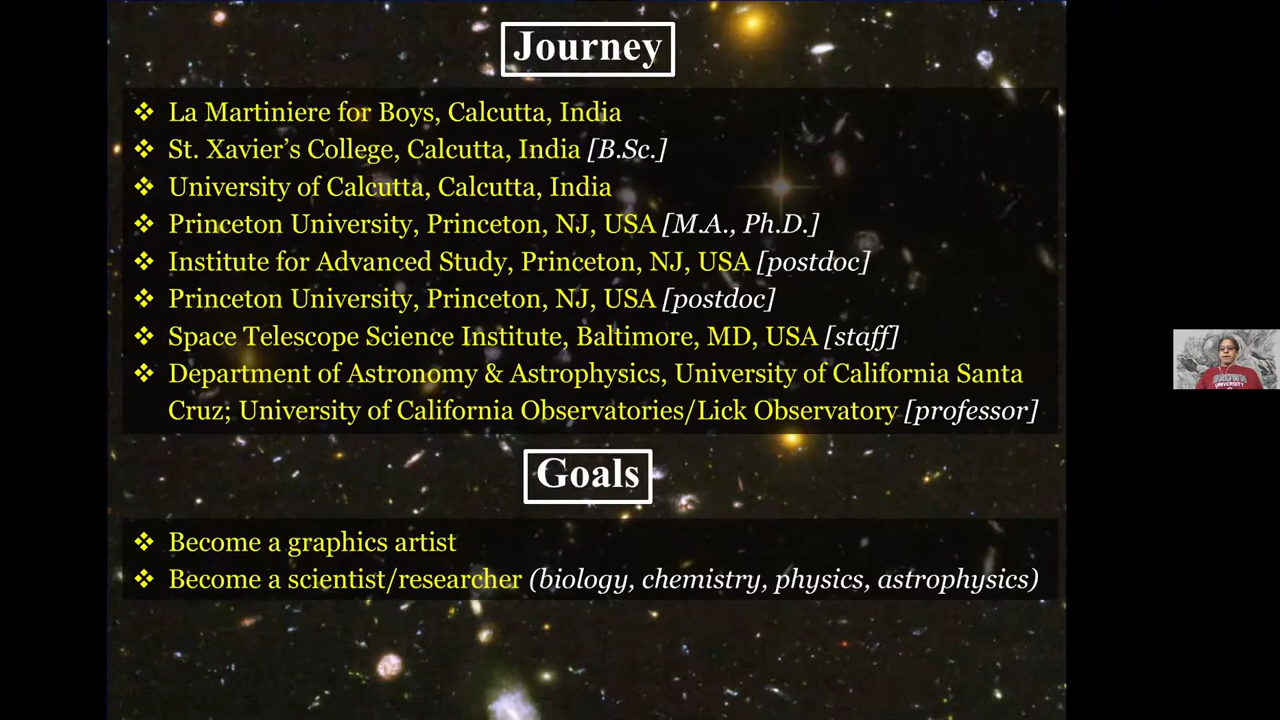 Journey
❖ La Martiniere for Boys, Calcutta, India
❖ St. Xavier’s College, Calcutta, India [B.Sc.]
❖ University of Calcutta, Calcutta, India
❖ Princeton University, Princeton, NJ, USA [M.A., Ph.D.]
❖ Institute for Advanced Study, Princeton, NJ, USA [postdoc]
❖ Princeton University, Princeton, NJ, USA [postdoc]
❖ Space Telescope Science Institute, Baltimore, MD, USA [staff]
❖ Department of Astronomy & Astrophysics, University of California Santa
Cruz; University of California Observatories/Lick Observatory [professor]
Goals
❖ Become a graphics artist
❖ Become a scientist/researcher (biology, chemistry, physics, astrophysics)
UNIVERSITY